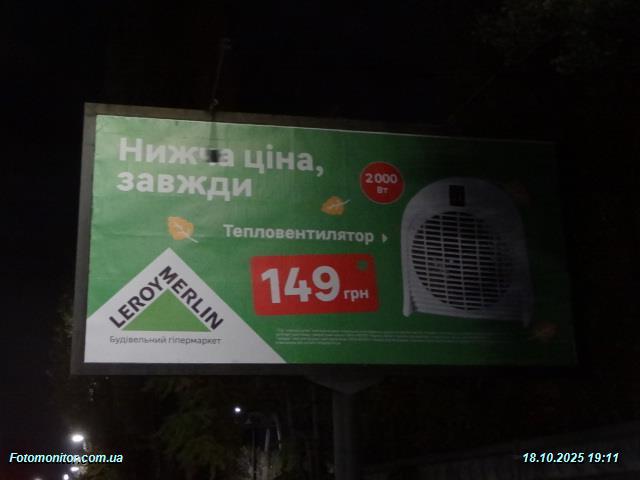 Нижча ціна,
завжди
2000
Вт
Тепловентилятор
149 грн
LEROY MERLIN
Будівельний гіпермаркет
Fotomonitor.com.ua
18.10.2025 19:11